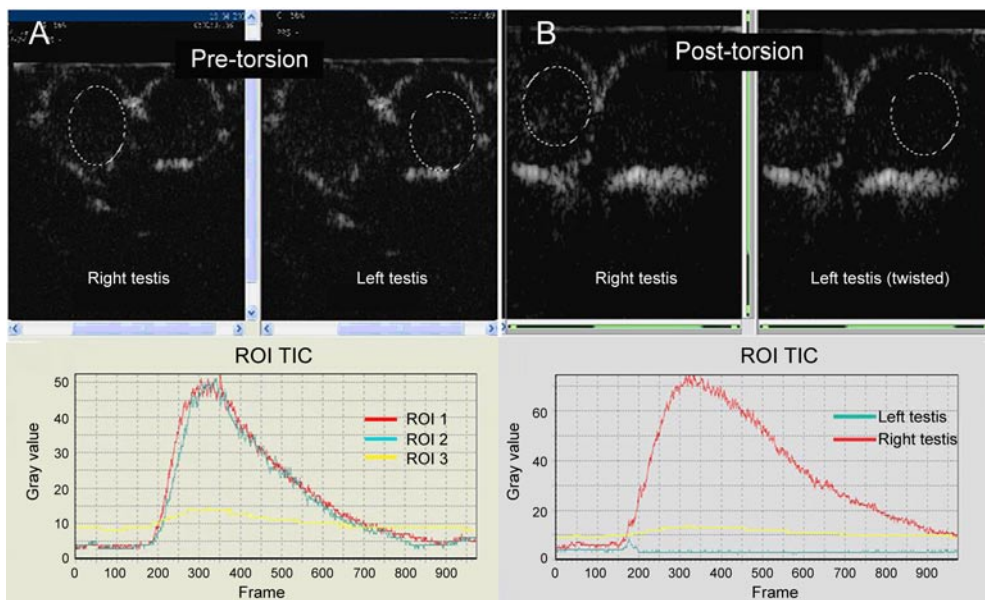 A
Pre-torsion
Right testis
Left testis
B
Post-torsion
Right testis
Left testis (twisted)
ROI TIC
50
40
30
20
10
0
Gray value
ROI 1
ROI 2
ROI 3
0 100 200 300 400 500 600 700 800 900
Frame
ROI TIC
60
40
20
0
Gray value
Left testis
Right testis
0 100 200 300 400 500 600 700 800 900
Frame